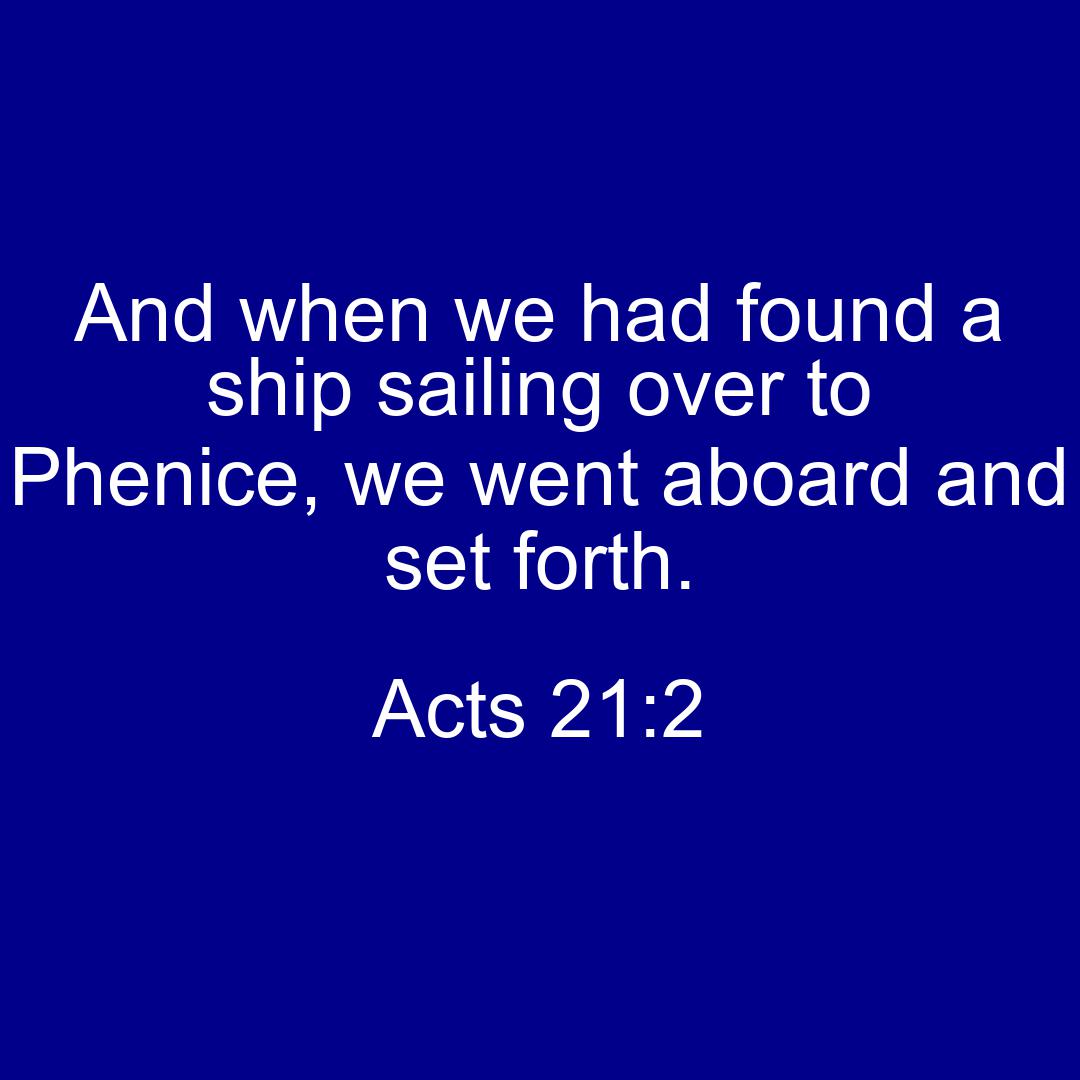 And when we had found a
ship sailing over to
Phenice, we went aboard and
set forth.
Acts 21:2